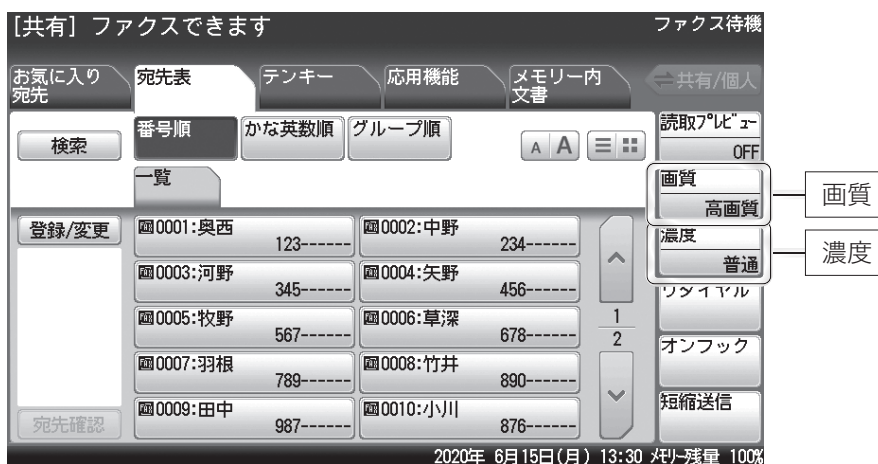 [共有] ファクスできます
ファクス待機
お気に入り
宛先
宛先表
テンキー
応用機能
メモリー内
文書
共有/個人
検索
番号順
かな英数順
グループ順
A A
読取プレビュー
OFF
一覧
画質
高画質
画質
登録/変更
濃度
普通
濃度
0001:奥西
123------
0002:中野
234------
0003:河野
345------
0004:矢野
456------
リダイヤル
0005:牧野
567------
0006:草深
678------
1
2
オンフック
0007:羽根
789------
0008:竹井
890------
短縮送信
0009:田中
987------
0010:小川
876------
宛先確認
2020年 6月15日(月) 13:30 メモリー残量 100%